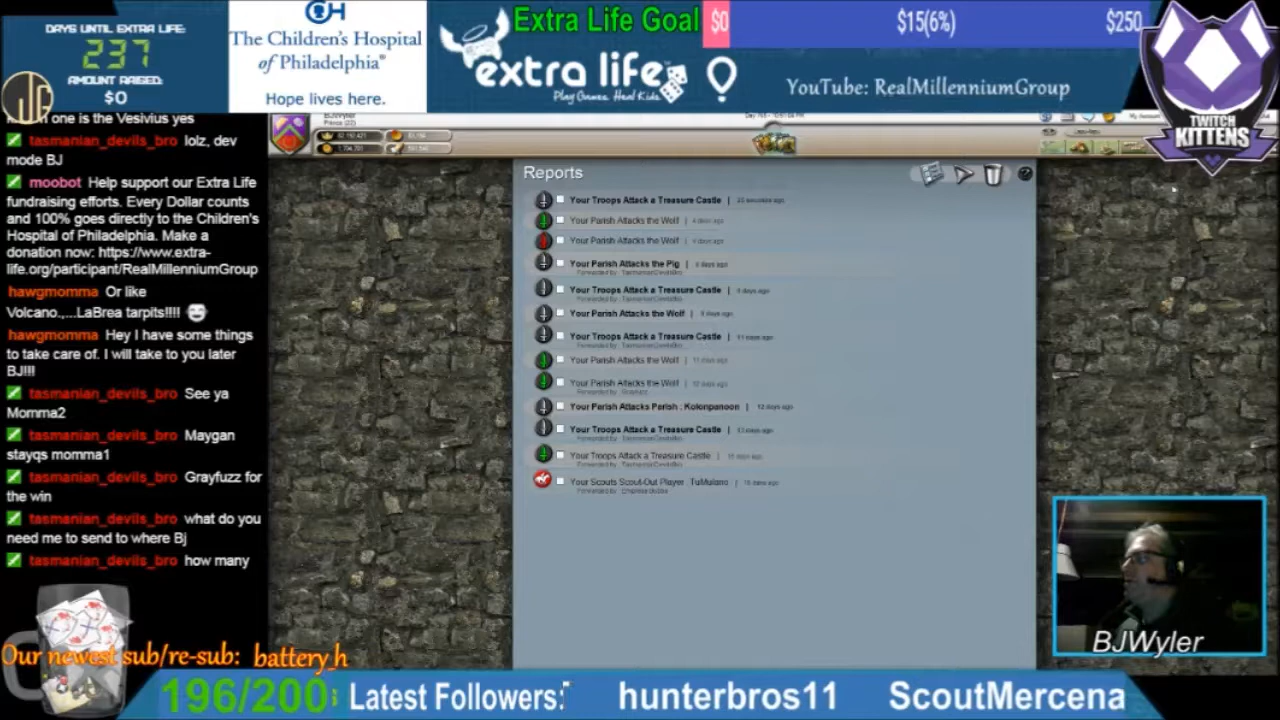 DAYS UNTIL EXTRA LIFE:
237
AMOUNT RAISED:
$0
The Children's Hospital
of Philadelphia®
Hope lives here.
Extra Life Goal
$0
$15(6%)
$250
extra life
Play Games. Heal Kids.
YouTube: RealMillenniumGroup
TWITCH
KITTENS
one is the Vesivius yes
tasmanian_devils_bro lolz, dev
mode BJ
moobot Help support our Extra Life
fundraising efforts. Every Dollar counts
and 100% goes directly to the Children's
Hospital of Philadelphia. Make a
donation now: https://www.extra-
life.org/participant/RealMillenniumGroup
hawgmomma Or like
Volcano.,...LaBrea tarpits!!!!
hawgmomma Hey I have some things
to take care of. I will take to you later
BJ!!!
tasmanian_devils_bro See ya
Momma2
tasmanian_devils_bro Maygan
stayqs momma1
tasmanian_devils_bro Grayfuzz for
the win
tasmanian_devils_bro what do you
need me to send to where Bj
tasmanian_devils_bro how many
BJWyler
Reports
Your Troops Attack a Treasure Castle
Your Parish Attacks the Wolf
Your Parish Attacks the Wolf
Your Parish Attacks the Pig
Your Troops Attack a Treasure Castle
Your Parish Attacks the Wolf
Your Troops Attack a Treasure Castle
Your Parish Attacks the Wolf
Your Parish Attacks the Wolf
Your Parish Attacks Parish : Kolonpanoon
Your Troops Attack a Treasure Castle
Your Troops Attack a Treasure Castle
Your Scouts Scout-Out Player : TuMulano
BJWyler
Our newest sub/re-sub: battery_h
196/200
Latest Followers:
hunterbros11
ScoutMercena